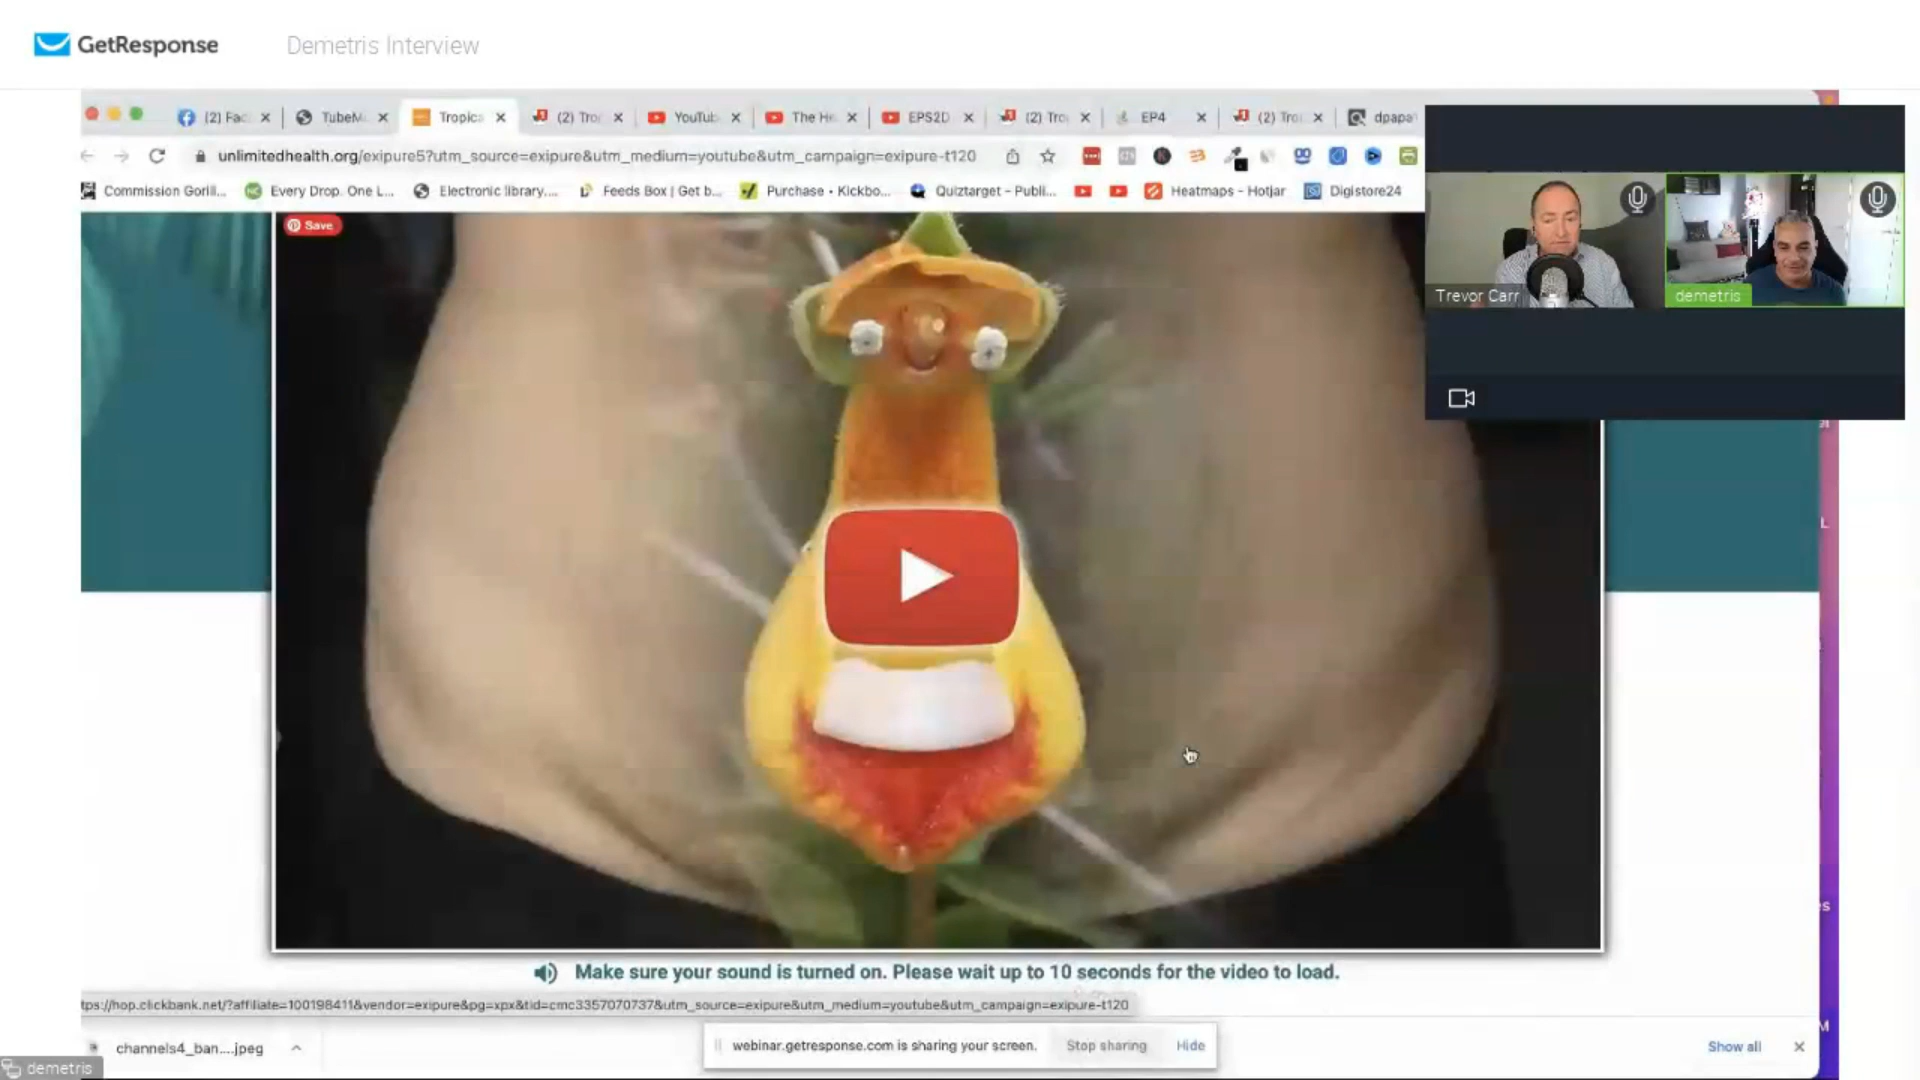 GetResponse
Demetris Interview
(2) Fac
TubeM
Tropica
(2) Tro
YouTub
The He
EPS2D
(2) Tro
EP4
(2) Tro
dpapa
unlimitedhealth.org/exipure5?utm_source=exipure&utm_medium=youtube&utm_campaign=exipure-t120
Commission Gorill...
Every Drop. One L...
Electronic library,...
Feeds Box | Get b...
Purchase • Kickbo...
Quiztarget – Publi...
Heatmaps - Hotjar
Digistore24
Save
Trevor Carr
demetris
Make sure your sound is turned on. Please wait up to 10 seconds for the video to load.
tps://hop.clickbank.net/?affiliate=100198411&vendor=exipure&pg=xpx&tid=cmc3357070737&utm_source=exipure&utm_medium=youtube&utm_campaign=exipure-t120
channels4_ban....jpeg
webinar.getresponse.com is sharing your screen.
Stop sharing
Hide
Show all
demetris